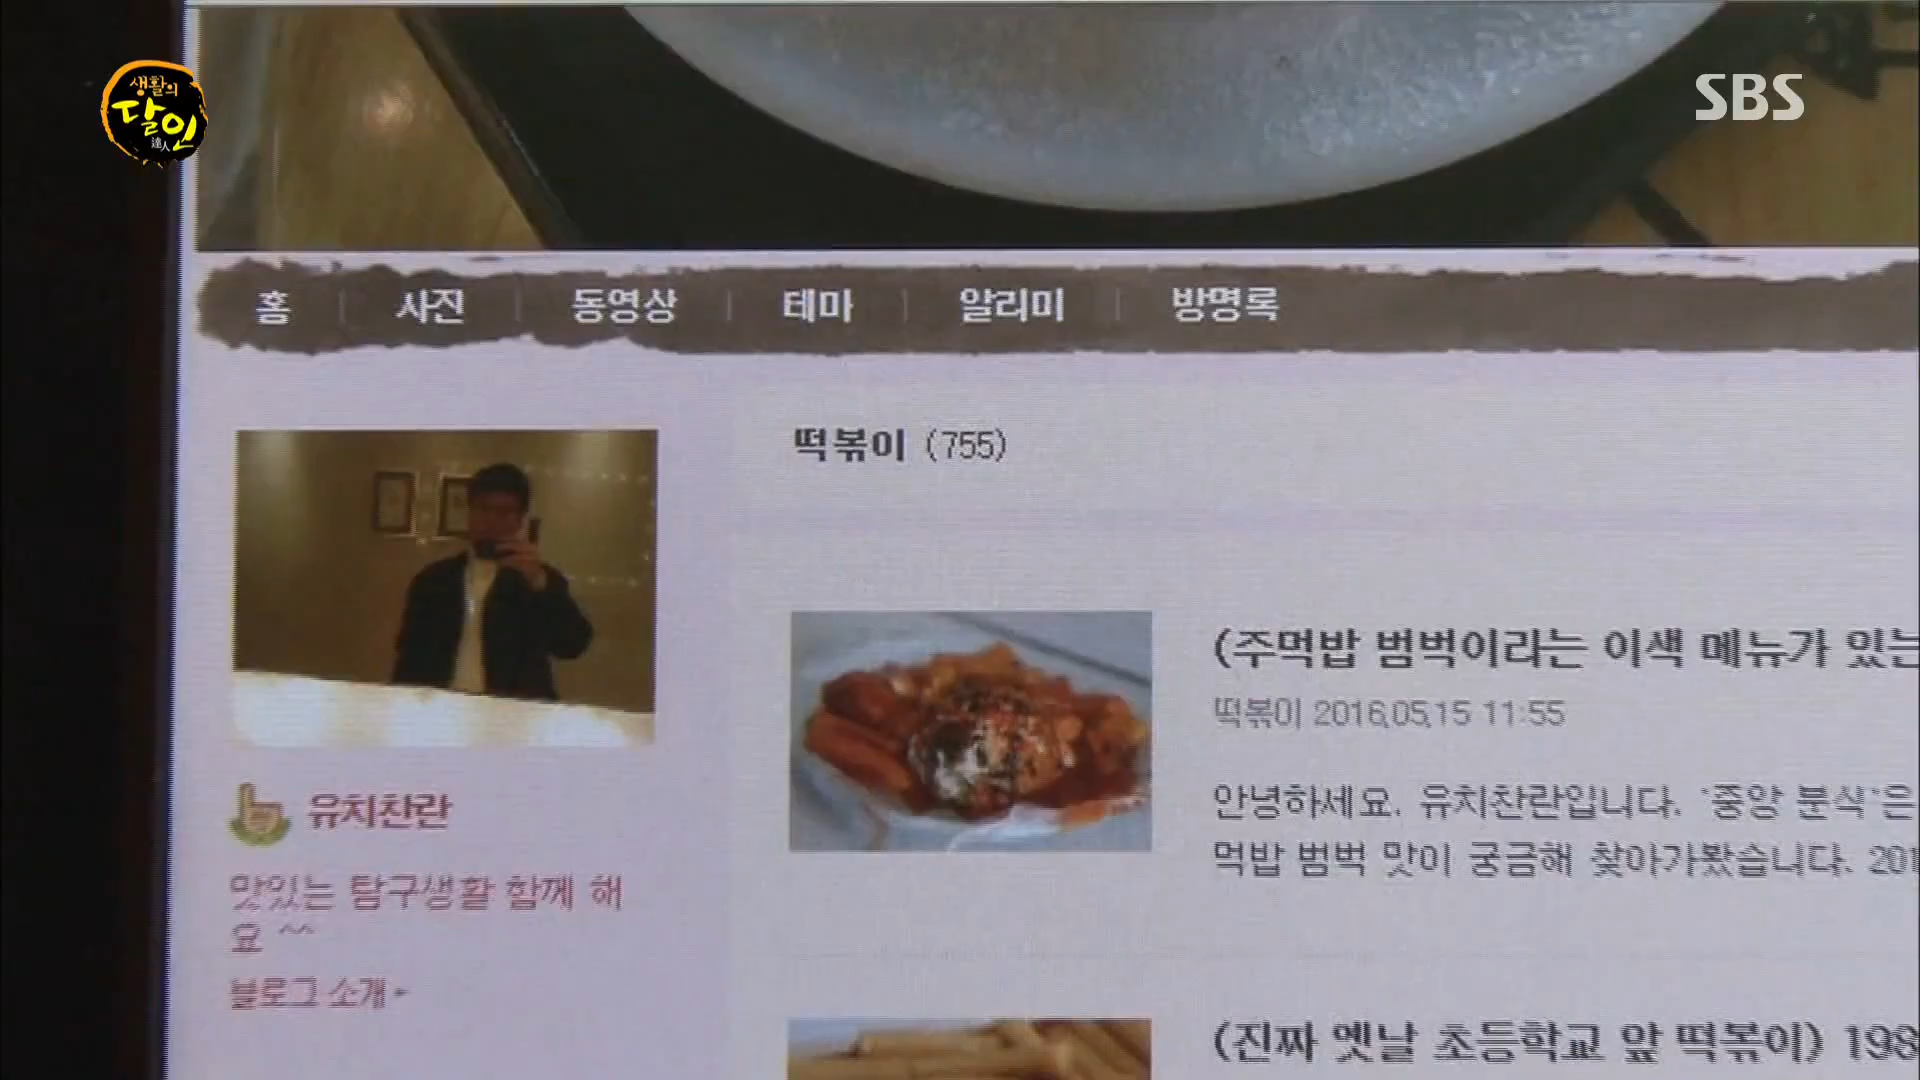 생활의
달인
達人
SBS
홈 사진 동영상 테마 알리미 방명록
떡볶이 (755)
(주먹밥 범벅이라는 이색 메뉴가 있는
떡볶이 2016.05.15 11:55
안녕하세요. 유치찬란입니다. '중앙 분식'은
먹밥 범벅 맛이 궁금해 찾아가봤습니다. 201
유치찬란
맛있는 탐구생활 함께 해
요 ^^
블로그 소개
(진짜 옛날 초등학교 앞 떡볶이) 198